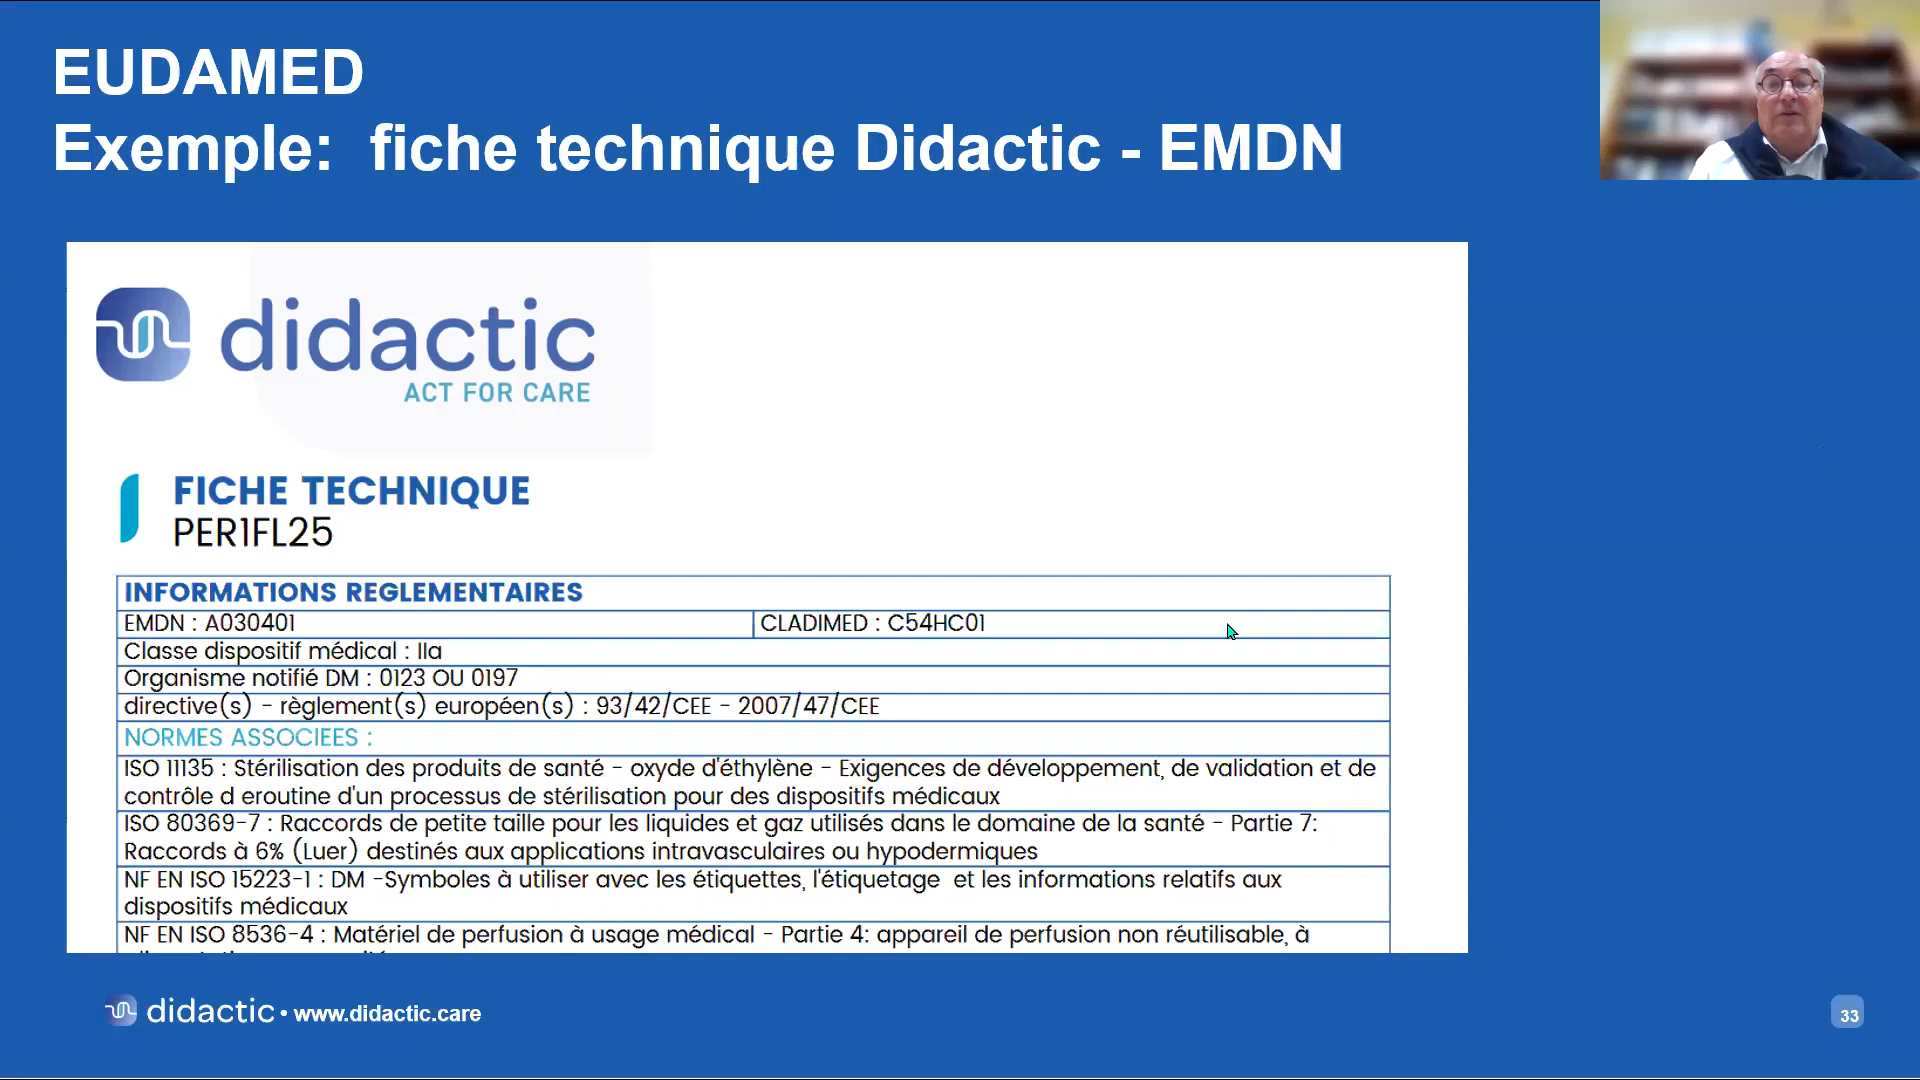 EUDAMED
Exemple:  fiche technique Didactic - EMDN
didactic
ACT FOR CARE
FICHE TECHNIQUE
PER1FL25
INFORMATIONS REGLEMENTAIRES
EMDN : A030401
CLADIMED : C54HC01
Classe dispositif médical : IIa
Organisme notifié DM : 0123 OU 0197
directive(s) - règlement(s) européen(s) : 93/42/CEE - 2007/47/CEE
NORMES ASSOCIEES :
ISO 11135 : Stérilisation des produits de santé - oxyde d'éthylène - Exigences de développement, de validation et de
contrôle d eroutine d'un processus de stérilisation pour des dispositifs médicaux
ISO 80369-7 : Raccords de petite taille pour les liquides et gaz utilisés dans le domaine de la santé - Partie 7:
Raccords à 6% (Luer) destinés aux applications intravasculaires ou hypodermiques
NF EN ISO 15223-1 : DM -Symboles à utiliser avec les étiquettes, l'étiquetage  et les informations relatifs aux
dispositifs médicaux
NF EN ISO 8536-4 : Matériel de perfusion à usage médical - Partie 4: appareil de perfusion non réutilisable, à
didactic • www.didactic.care
33